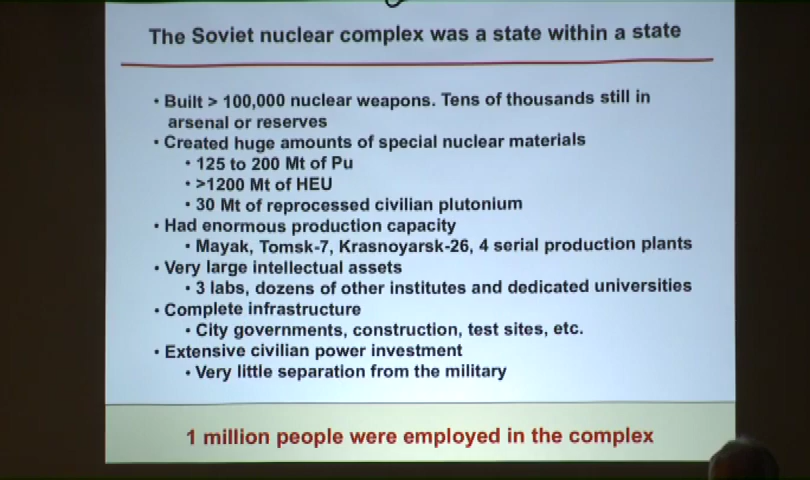 The Soviet nuclear complex was a state within a state
• Built > 100,000 nuclear weapons. Tens of thousands still in
arsenal or reserves
• Created huge amounts of special nuclear materials
• 125 to 200 Mt of Pu
• >1200 Mt of HEU
• 30 Mt of reprocessed civilian plutonium
• Had enormous production capacity
• Mayak, Tomsk-7, Krasnoyarsk-26, 4 serial production plants
• Very large intellectual assets
• 3 labs, dozens of other institutes and dedicated universities
• Complete infrastructure
• City governments, construction, test sites, etc.
• Extensive civilian power investment
• Very little separation from the military
1 million people were employed in the complex